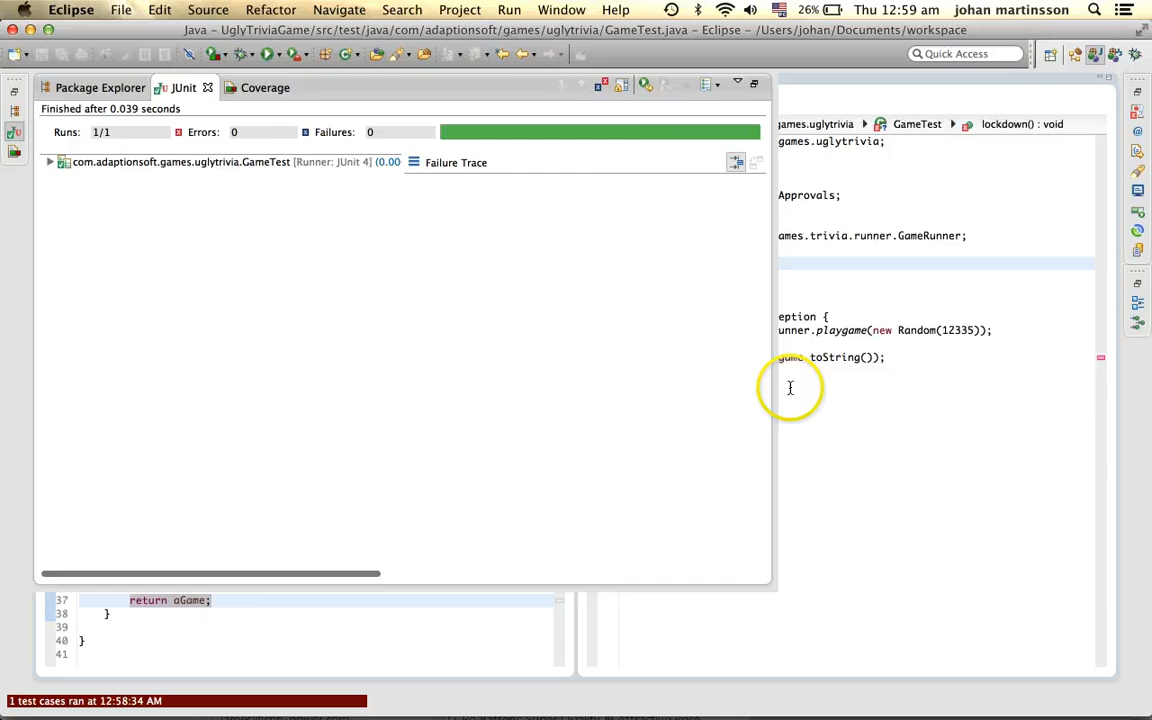 Eclipse File Edit Source Refactor Navigate Search Project Run Window Help 26% Thu 12:59 am johan martinsson
Java - UglyTriviaGame/src/test/java/com/adaptionsoft/games/uglytrivia/GameTest.java - Eclipse - /Users/johan/Documents/workspace
Quick Access
Package Explorer JUnit Coverage
Finished after 0.039 seconds
Runs: 1/1 Errors: 0 Failures: 0
com.adaptionsoft.games.uglytrivia.GameTest [Runner: JUnit 4] (0.00
Failure Trace
games.uglytrivia GameTest lockdown() : void
games.uglytrivia;
Approvals;
ames.trivia.runner.GameRunner;
eption {
unner.playgame(new Random(12335));
game.toString());
37 return aGame;
38 }
39
40 }
41
1 test cases ran at 12:58:34 AM